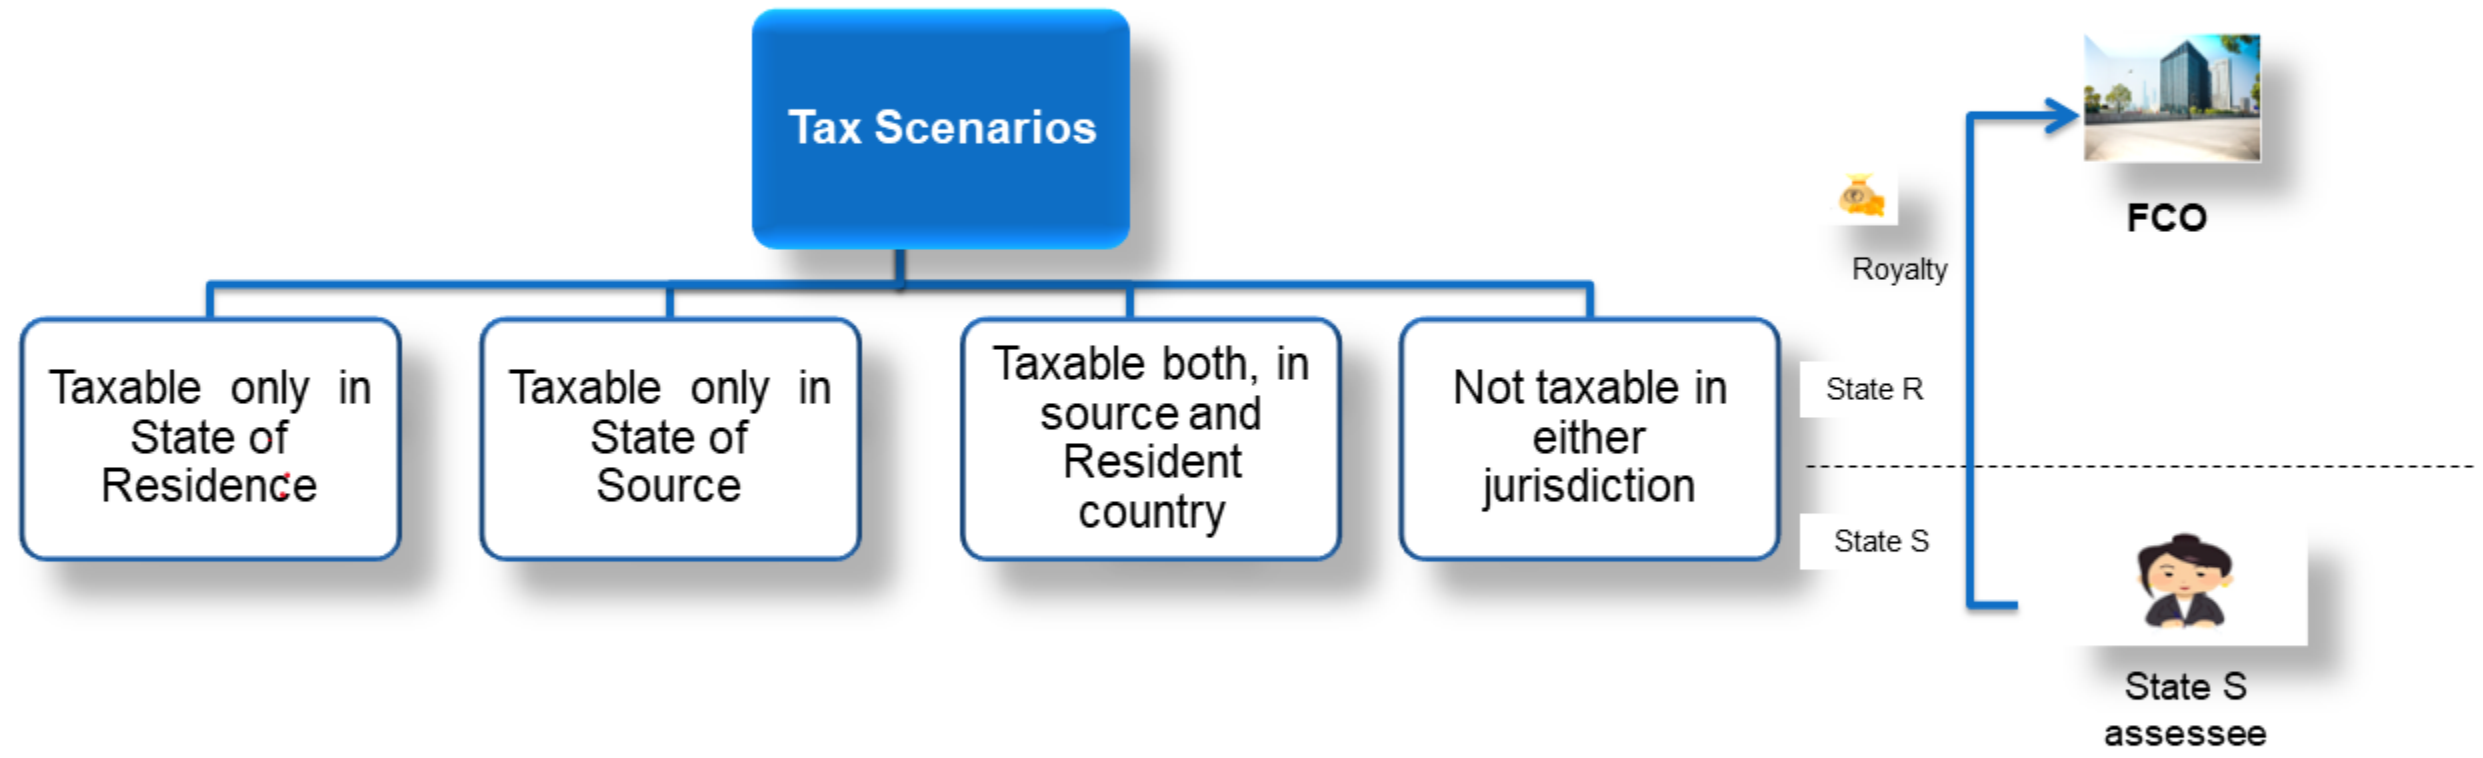 Tax Scenarios
Taxable only in
State of
Residence
Taxable only in
State of
Source
Taxable both, in
source and
Resident
country
Not taxable in
either
jurisdiction
FCO
Royalty
State R
State S
State S
assessee